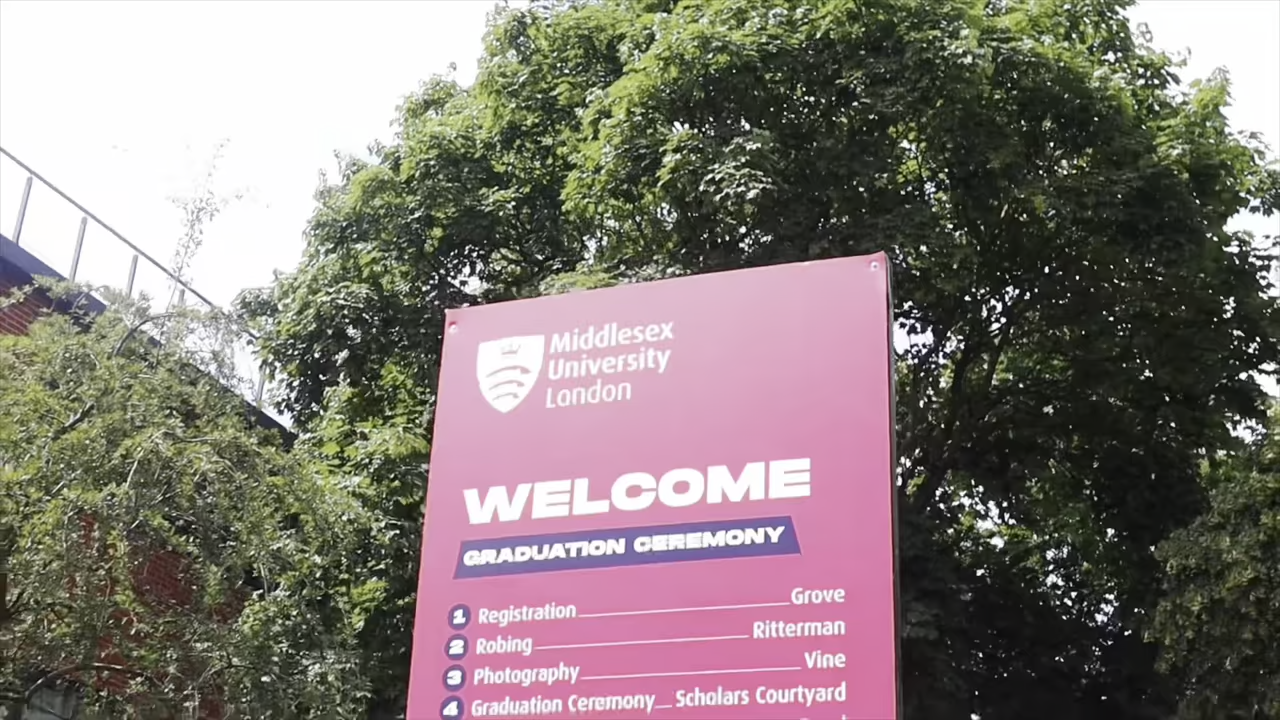 Middlesex
University
London
WELCOME
GRADUATION CEREMONY
1 Registration Grove
2 Robing Ritterman
3 Photography Vine
4 Graduation Ceremony Scholars Courtyard